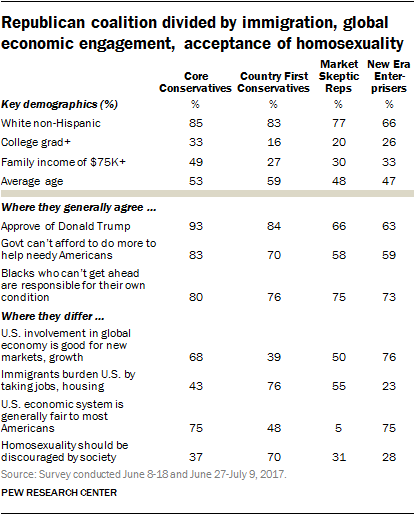 Republican coalition divided by immigration, global
economic engagement, acceptance of homosexuality
Core Conservatives Country First Conservatives Market Skeptic Reps New Era Enter-prisers
Key demographics (%) % % % %
White non-Hispanic 85 83 77 66
College grad+ 33 16 20 26
Family income of $75K+ 49 27 30 33
Average age 53 59 48 47
Where they generally agree ...
Approve of Donald Trump 93 84 66 63
Govt can't afford to do more to
help needy Americans 83 70 58 59
Blacks who can't get ahead
are responsible for their own
condition 80 76 75 73
Where they differ ...
U.S. involvement in global
economy is good for new
markets, growth 68 39 50 76
Immigrants burden U.S. by
taking jobs, housing 43 76 55 23
U.S. economic system is
generally fair to most
Americans 75 48 5 75
Homosexuality should be
discouraged by society 37 70 31 28
Source: Survey conducted June 8-18 and June 27-July 9, 2017.
PEW RESEARCH CENTER